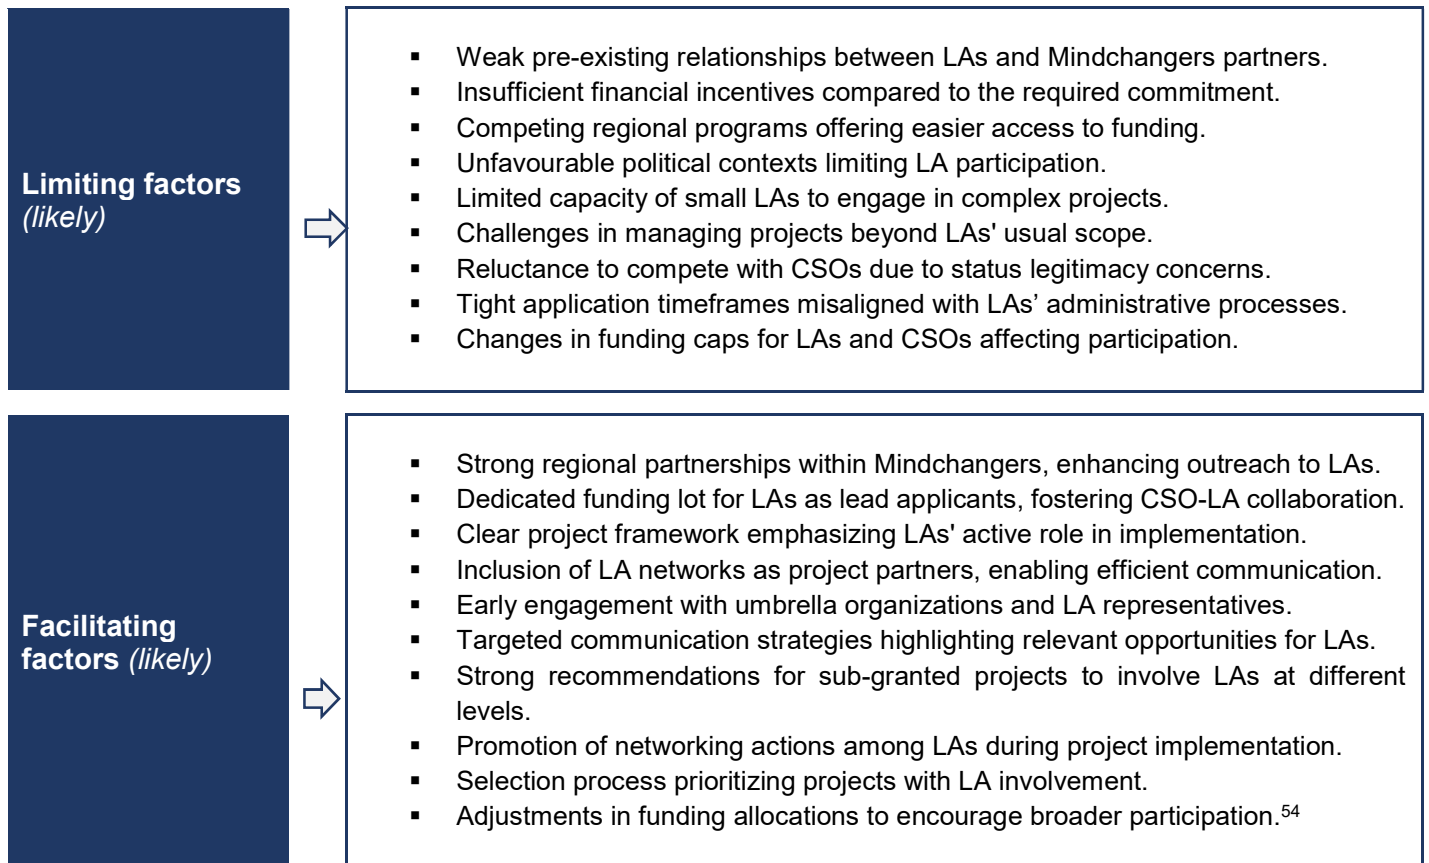 Limiting factors
(likely)
▪ Weak pre-existing relationships between LAs and Mindchangers partners.
▪ Insufficient financial incentives compared to the required commitment.
▪ Competing regional programs offering easier access to funding.
▪ Unfavourable political contexts limiting LA participation.
▪ Limited capacity of small LAs to engage in complex projects.
▪ Challenges in managing projects beyond LAs' usual scope.
▪ Reluctance to compete with CSOs due to status legitimacy concerns.
▪ Tight application timeframes misaligned with LAs’ administrative processes.
▪ Changes in funding caps for LAs and CSOs affecting participation.
Facilitating
factors (likely)
▪ Strong regional partnerships within Mindchangers, enhancing outreach to LAs.
▪ Dedicated funding lot for LAs as lead applicants, fostering CSO-LA collaboration.
▪ Clear project framework emphasizing LAs' active role in implementation.
▪ Inclusion of LA networks as project partners, enabling efficient communication.
▪ Early engagement with umbrella organizations and LA representatives.
▪ Targeted communication strategies highlighting relevant opportunities for LAs.
▪ Strong recommendations for sub-granted projects to involve LAs at different
levels.
▪ Promotion of networking actions among LAs during project implementation.
▪ Selection process prioritizing projects with LA involvement.
▪ Adjustments in funding allocations to encourage broader participation.54